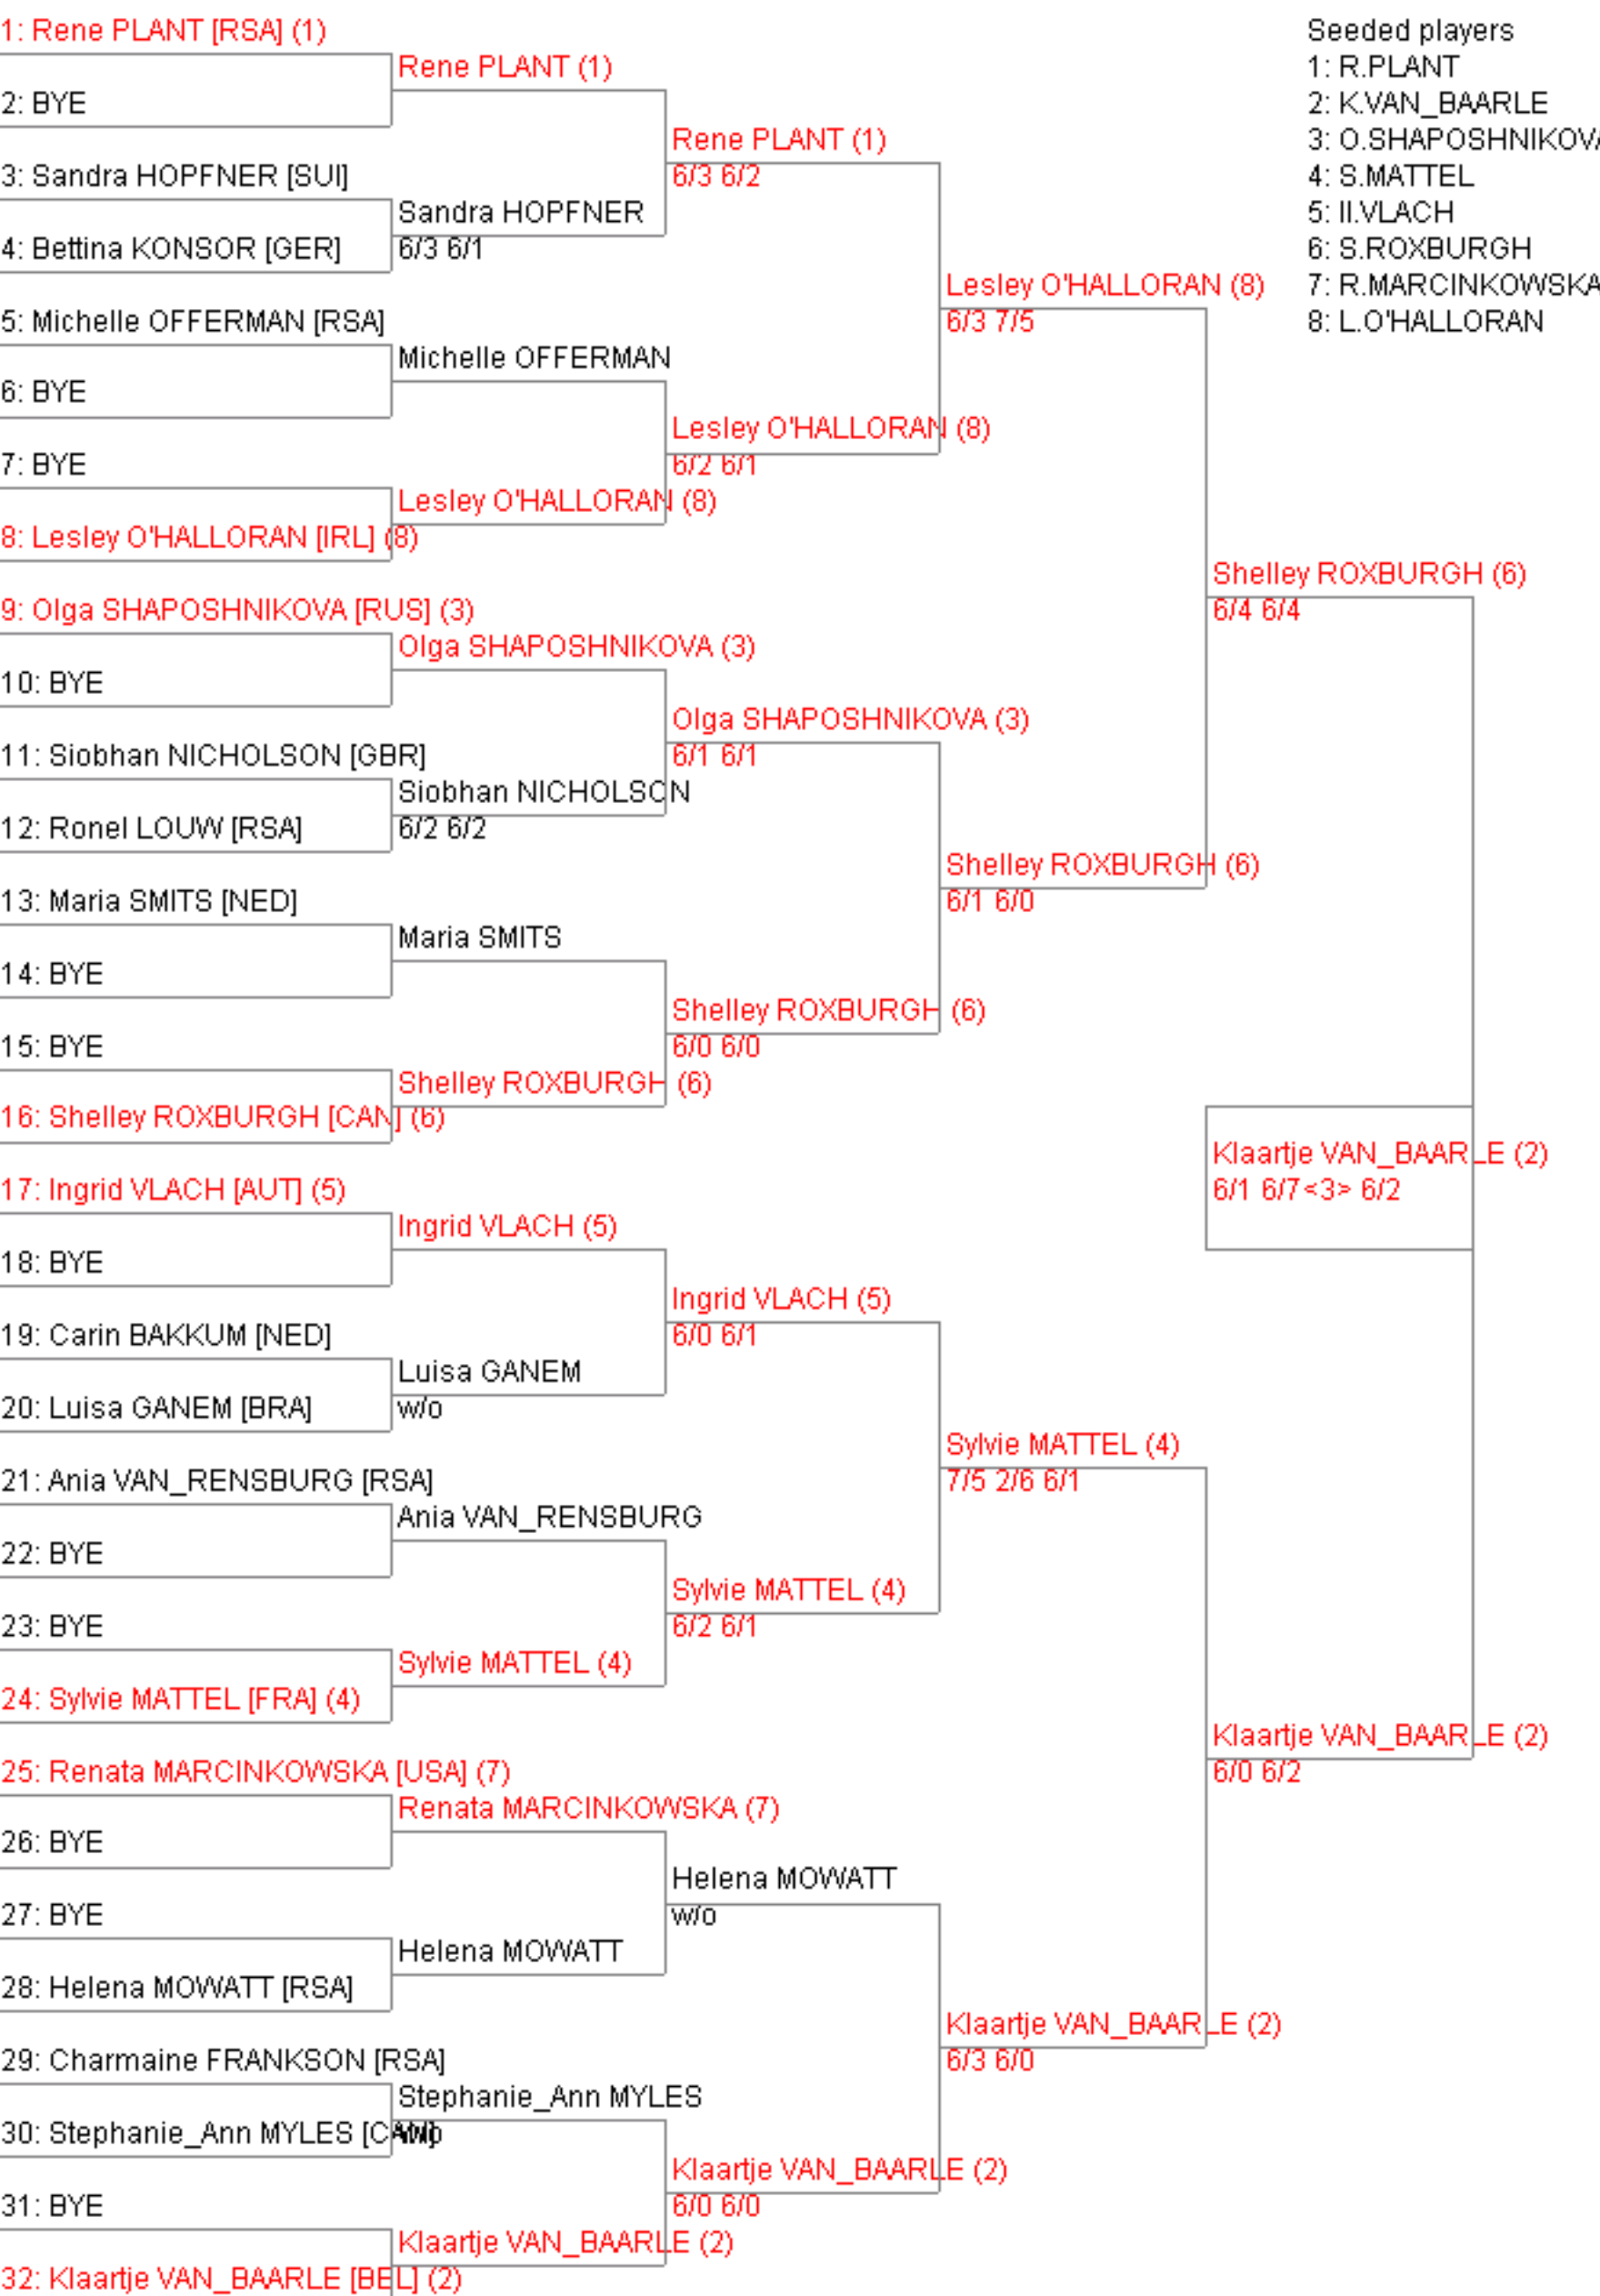 1: Rene PLANT [RSA] (1)
Rene PLANT (1)
2: BYE
Rene PLANT (1)
6/3 6/2
3: Sandra HOPFNER [SUI]
Sandra HOPFNER
6/3 6/1
4: Bettina KONSOR [GER]
Lesley O'HALLORAN (8)
6/3 7/5
5: Michelle OFFERMAN [RSA]
Michelle OFFERMAN
6: BYE
Lesley O'HALLORAN (8)
6/2 6/1
7: BYE
Lesley O'HALLORAN (8)
8: Lesley O'HALLORAN [IRL] (8)
Shelley ROXBURGH (6)
6/4 6/4
9: Olga SHAPOSHNIKOVA [RUS] (3)
Olga SHAPOSHNIKOVA (3)
10: BYE
Olga SHAPOSHNIKOVA (3)
6/1 6/1
11: Siobhan NICHOLSON [GBR]
Siobhan NICHOLSON
6/2 6/2
12: Ronel LOUW [RSA]
Shelley ROXBURGH (6)
6/1 6/0
13: Maria SMITS [NED]
Maria SMITS
14: BYE
Shelley ROXBURGH (6)
6/0 6/0
15: BYE
Shelley ROXBURGH (6)
16: Shelley ROXBURGH [CAN] (6)
Klaartje VAN_BAARLE (2)
6/1 6/7<3> 6/2
17: Ingrid VLACH [AUT] (5)
Ingrid VLACH (5)
18: BYE
Ingrid VLACH (5)
6/0 6/1
19: Carin BAKKUM [NED]
Luisa GANEM
w/o
20: Luisa GANEM [BRA]
Sylvie MATTEL (4)
7/5 2/6 6/1
21: Ania VAN_RENSBURG [RSA]
Ania VAN_RENSBURG
22: BYE
Sylvie MATTEL (4)
6/2 6/1
23: BYE
Sylvie MATTEL (4)
24: Sylvie MATTEL [FRA] (4)
Klaartje VAN_BAARLE (2)
6/0 6/2
25: Renata MARCINKOWSKA [USA] (7)
Renata MARCINKOWSKA (7)
26: BYE
Helena MOWATT
w/o
27: BYE
Helena MOWATT
28: Helena MOWATT [RSA]
Klaartje VAN_BAARLE (2)
6/3 6/0
29: Charmaine FRANKSON [RSA]
Stephanie_Ann MYLES
30: Stephanie_Ann MYLES
Klaartje VAN_BAARLE (2)
6/0 6/0
31: BYE
Klaartje VAN_BAARLE (2)
32: Klaartje VAN_BAARLE [BEL] (2)
Seeded players
1: R.PLANT
2: K.VAN_BAARLE
3: O.SHAPOSHNIKOVA
4: S.MATTEL
5: II.VLACH
6: S.ROXBURGH
7: R.MARCINKOWSKA
8: L.O'HALLORAN